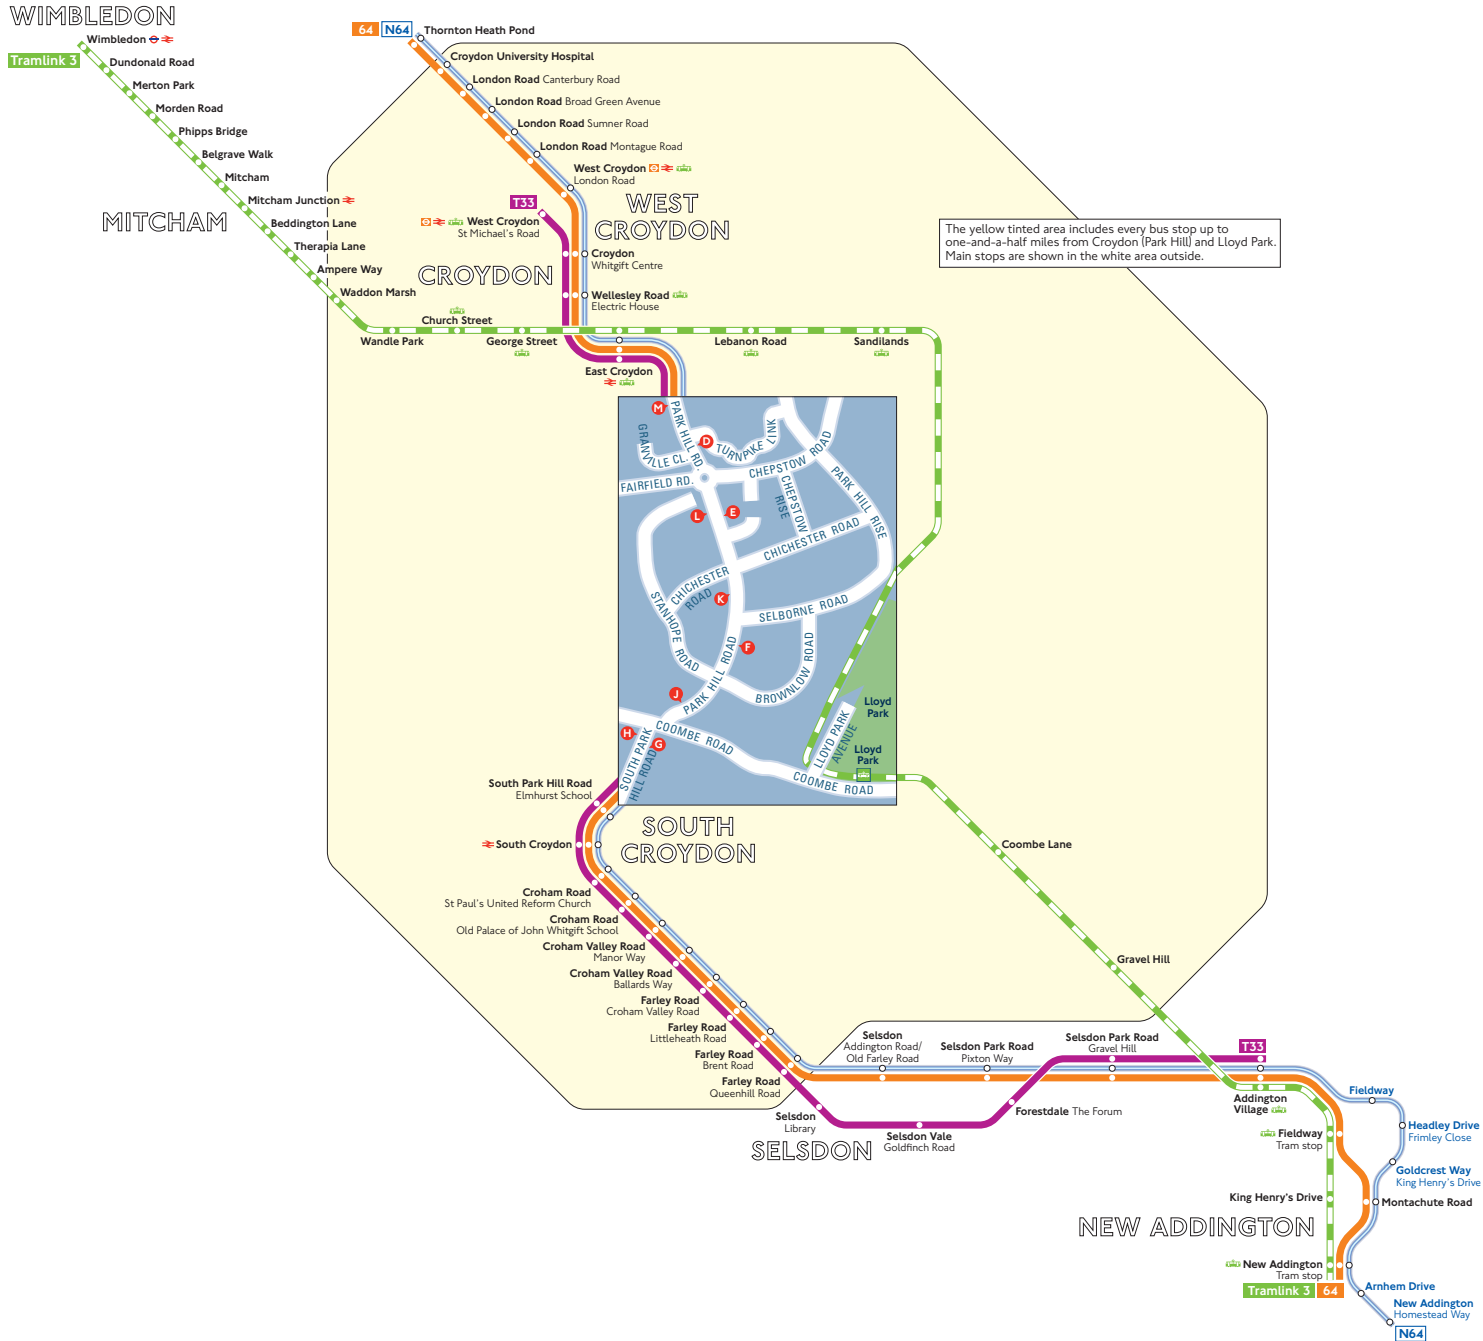 WIMBLEDON
Wimbledon
Tramlink 3
Dundonald Road
Merton Park
Morden Road
Phipps Bridge
Belgrave Walk
Mitcham
Mitcham Junction
MITCHAM
Beddington Lane
Therapia Lane
Ampere Way
Waddon Marsh
Wandle Park
Church Street
George Street
Lebanon Road
Sandilands
64
N64
Thornton Heath Pond
Croydon University Hospital
London Road Canterbury Road
London Road Broad Green Avenue
London Road Sumner Road
London Road Montague Road
West Croydon
London Road
WEST
CROYDON
T33
West Croydon
St Michael's Road
CROYDON
Croydon
Whitgift Centre
Wellesley Road
Electric House
East Croydon
The yellow tinted area includes every bus stop up to
one-and-a-half miles from Croydon (Park Hill) and Lloyd Park.
Main stops are shown in the white area outside.
M
PARK HILL RD.
GRANVILLE CL.
D
TURNPIKE LINK
FAIRFIELD RD.
CHEPSTOW ROAD
CHEPSTOW
RISE
PARK HILL RISE
L
E
CHICHESTER ROAD
CHICHESTER
ROAD
STANHOPE ROAD
K
SELBORNE ROAD
F
PARK HILL ROAD
BROWNLOW ROAD
J
H
G
COOMBE ROAD
SOUTH PARK
HILL ROAD
LLOYD PARK
AVENUE
Lloyd
Park
Lloyd
Park
COOMBE ROAD
South Park Hill Road
Elmhurst School
SOUTH
CROYDON
South Croydon
Croham Road
St Paul's United Reform Church
Croham Road
Old Palace of John Whitgift School
Croham Valley Road
Manor Way
Croham Valley Road
Ballards Way
Farley Road
Croham Valley Road
Farley Road
Littleheath Road
Farley Road
Brent Road
Farley Road
Queenhill Road
Selsdon
Library
SELSDON
Selsdon Vale
Goldfinch Road
Forestdale The Forum
Selsdon
Addington Road/
Old Farley Road
Selsdon Park Road
Pixton Way
Selsdon Park Road
Gravel Hill
T33
Coombe Lane
Gravel Hill
Addington
Village
Fieldway
Tram stop
King Henry's Drive
NEW ADDINGTON
New Addington
Tram stop
Tramlink 3
64
Fieldway
Headley Drive
Frimley Close
Goldcrest Way
King Henry's Drive
Montachute Road
Arnhem Drive
New Addington
Homestead Way
N64